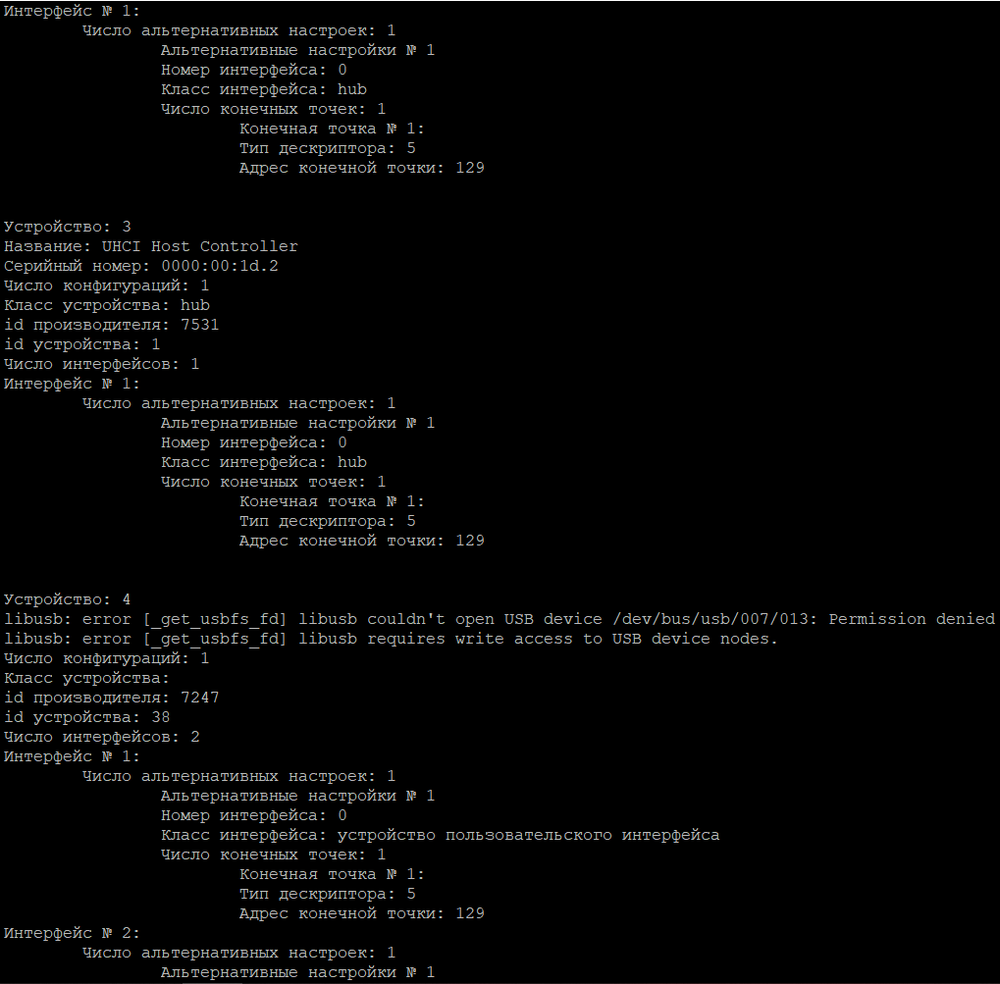 Интерфейс № 1:
Число альтернативных настроек: 1
Альтернативные настройки № 1
Номер интерфейса: 0
Класс интерфейса: hub
Число конечных точек: 1
Конечная точка № 1:
Тип дескриптора: 5
Адрес конечной точки: 129
Устройство: 3
Название: UHCI Host Controller
Серийный номер: 0000:00:1d.2
Число конфигураций: 1
Класс устройства: hub
id производителя: 7531
id устройства: 1
Число интерфейсов: 1
Интерфейс № 1:
Число альтернативных настроек: 1
Альтернативные настройки № 1
Номер интерфейса: 0
Класс интерфейса: hub
Число конечных точек: 1
Конечная точка № 1:
Тип дескриптора: 5
Адрес конечной точки: 129
Устройство: 4
libusb: error [_get_usbfs_fd] libusb couldn't open USB device /dev/bus/usb/007/013: Permission denied
libusb: error [_get_usbfs_fd] libusb requires write access to USB device nodes.
Число конфигураций: 1
Класс устройства:
id производителя: 7247
id устройства: 38
Число интерфейсов: 2
Интерфейс № 1:
Число альтернативных настроек: 1
Альтернативные настройки № 1
Номер интерфейса: 0
Класс интерфейса: устройство пользовательского интерфейса
Число конечных точек: 1
Конечная точка № 1:
Тип дескриптора: 5
Адрес конечной точки: 129
Интерфейс № 2:
Число альтернативных настроек: 1
Альтернативные настройки № 1